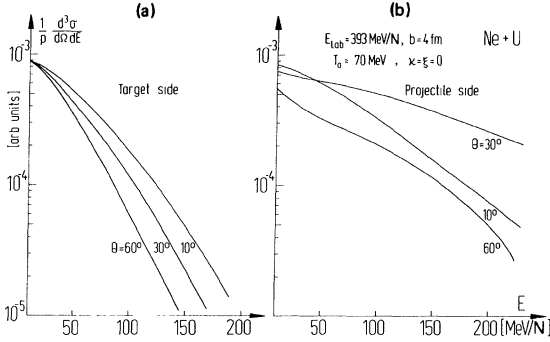 (a)
1/p d³σ/dΩdE
[arb units]
10⁻³
10⁻⁴
10⁻⁵
Target side
θ=60° 30° 10°
50 100 150 200
(b)
E_Lab = 393 MeV/N, b = 4 fm
T₀ = 70 MeV , ϰ=ξ=0
Ne+U
Projectile side
10⁻³
10⁻⁴
10⁻⁵
θ=30°
10°
60°
E
50 100 150 200 [MeV/N]